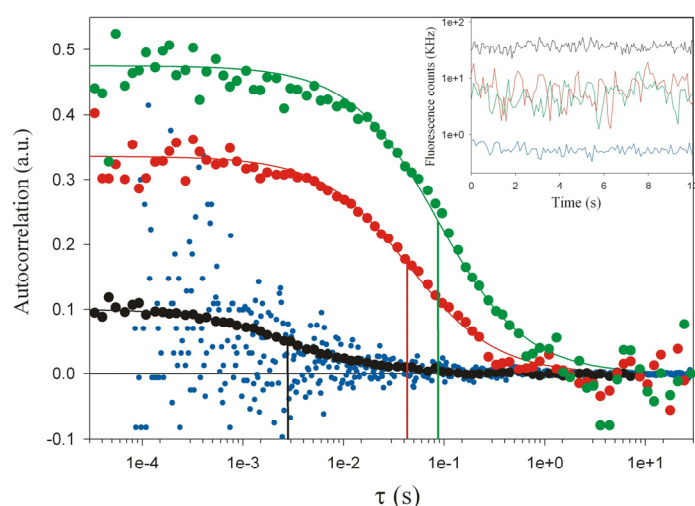 0.5
0.4
0.3
0.2
0.1
0.0
-0.1
Autocorrelation (a.u.)
1e-4
1e-3
1e-2
1e-1
1e+0
1e+1
τ (s)
1e+2
1e+1
1e+0
Fluorescence counts (KHz)
0
2
4
6
8
10
Time (s)